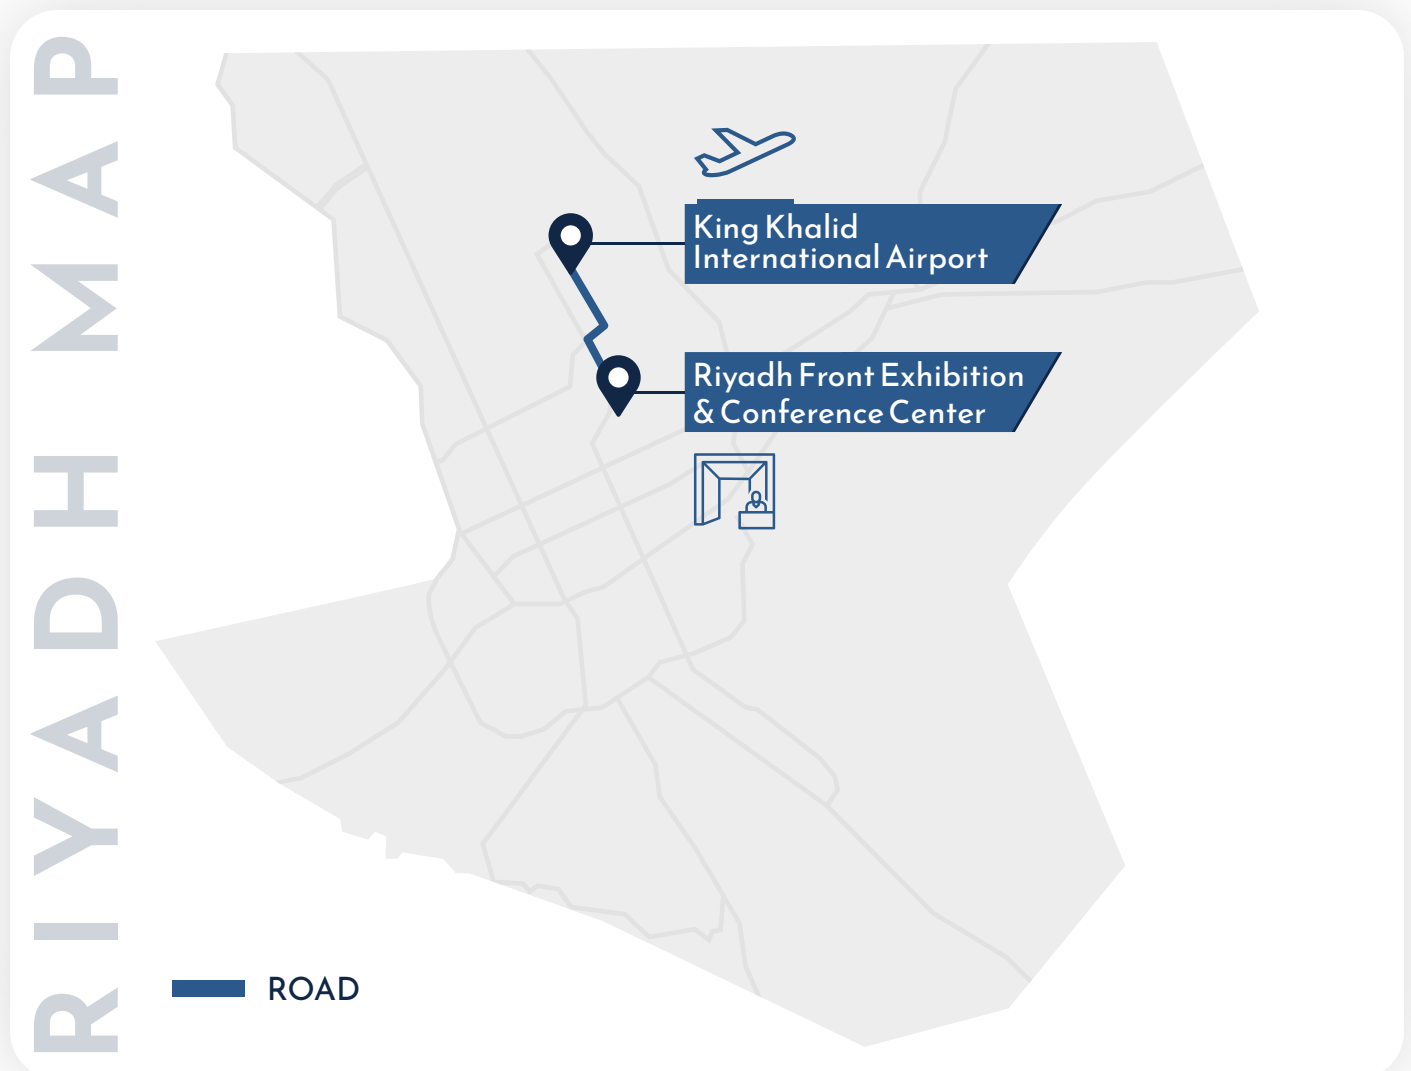 RIYADH MAP
King Khalid
International Airport
Riyadh Front Exhibition
& Conference Center
ROAD